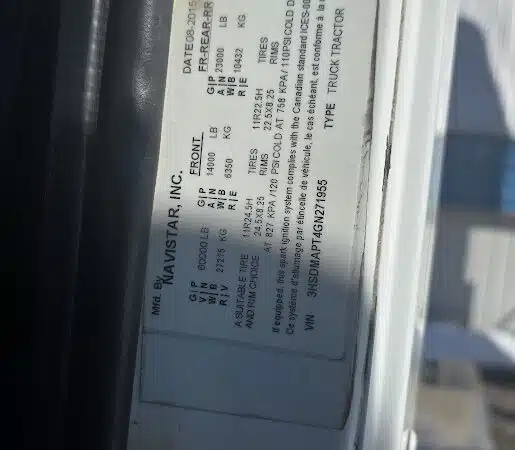 Mfd. By
NAVISTAR, INC.
DATE 08-2015
G|P
V|N 60000 LB
W|B
R|V 27215 KG
FRONT
G|P
A|N 14000 LB
W|B
R|E 6350 KG
FR-REAR-RR
G|P
A|N 23000 LB
W|B
R|E 10432 KG
A SUITABLE TIRE 11R24.5H TIRES 11R22.5H TIRES
AND RIM CHOICE 24.5X8.25 RIMS 22.5X8.25 RIMS
AT 827 KPA /120 PSI COLD AT 758 KPA/ 110PSI COLD D
If equipped, this spark ignition system complies with the Canadian standard ICES-00
Ce système d'allumage par étincelle de véhicule, le cas échéant, est conforme à la
VIN 3HSDMAPT4GN271955 TYPE TRUCK TRACTOR